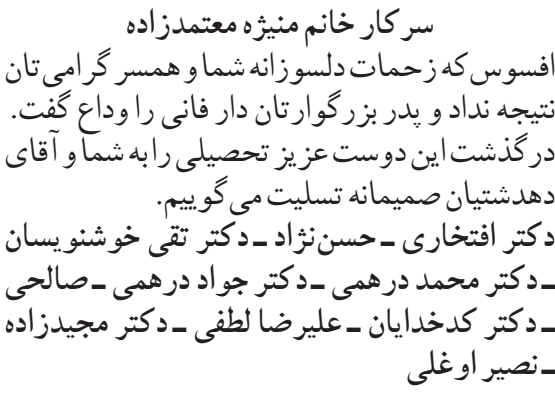 سرکار خانم منیژه معتمدزاده
افسوس که زحمات دلسوزانه شما و همسر گرامی‌تان
نتیجه نداد و پدر بزرگوارتان دار فانی را وداع گفت.
درگذشت این دوست عزیز تحصیلی را به شما و آقای
دهدشتیان صمیمانه تسلیت می‌گوییم.
دکتر افتخاری ـ حسن‌نژاد ـ دکتر تقی خوشنویسان
ـ دکتر محمد درهمی ـ دکتر جواد درهمی ـ صالحی
ـ دکتر کدخدایان ـ علیرضا لطفی ـ دکتر مجیدزاده
ـ نصیر اوغلی